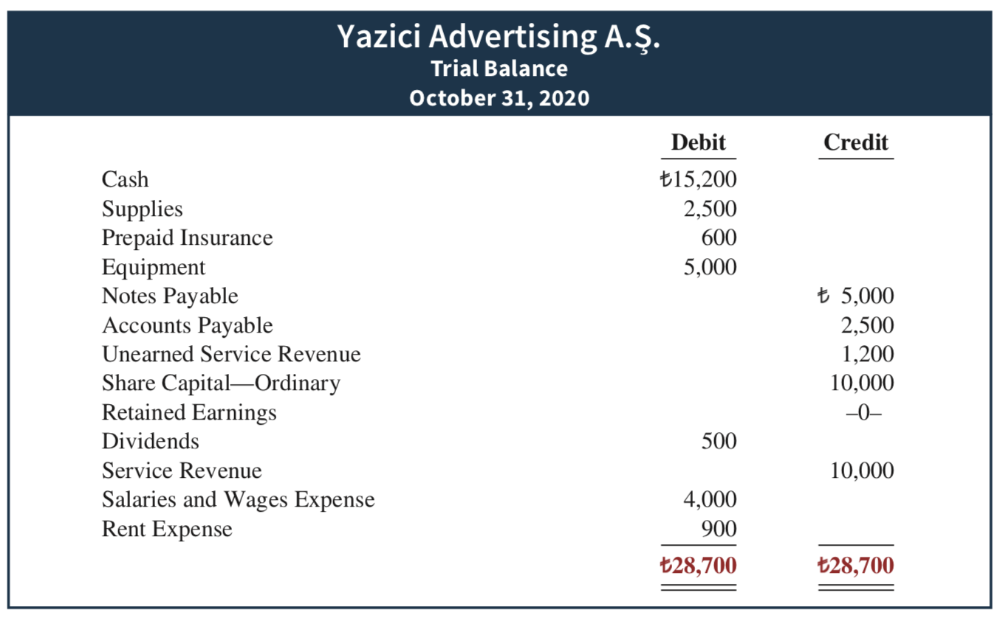 Yazici Advertising A.Ş.
Trial Balance
October 31, 2020
Debit Credit
Cash ₺15,200
Supplies 2,500
Prepaid Insurance 600
Equipment 5,000
Notes Payable ₺ 5,000
Accounts Payable 2,500
Unearned Service Revenue 1,200
Share Capital—Ordinary 10,000
Retained Earnings –0–
Dividends 500
Service Revenue 10,000
Salaries and Wages Expense 4,000
Rent Expense 900
₺28,700 ₺28,700